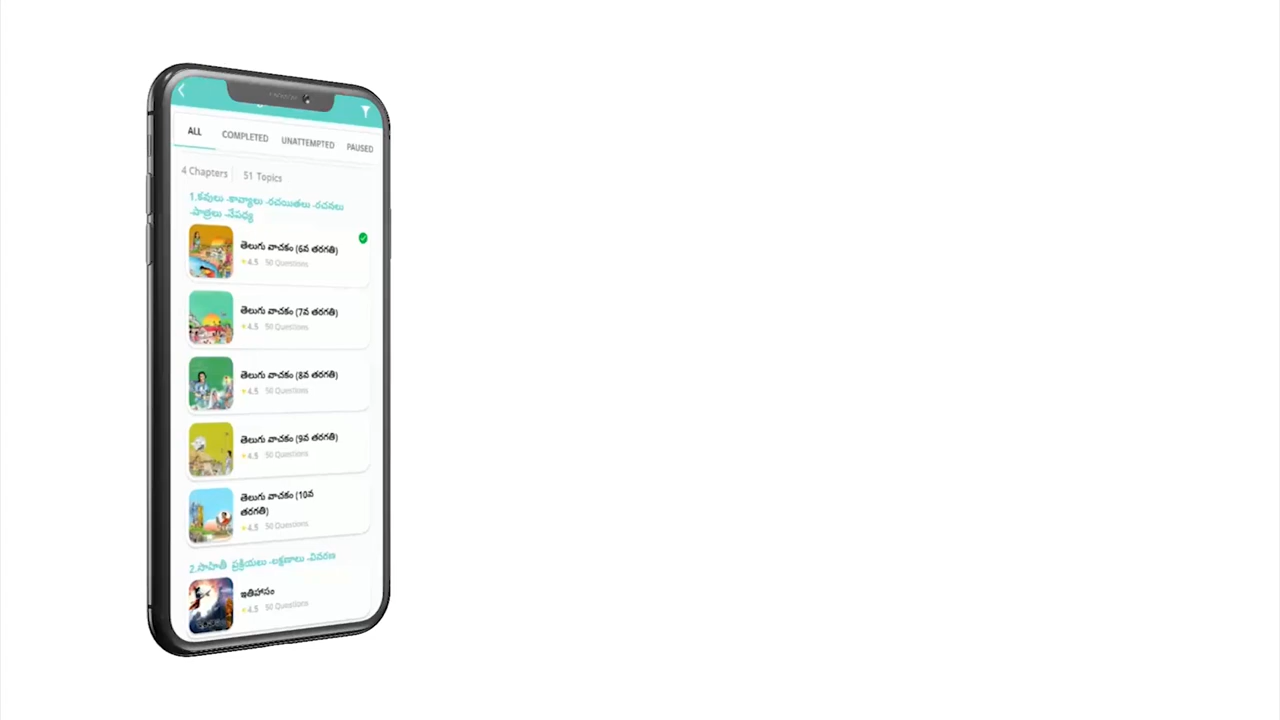 ALL COMPLETED UNATTEMPTED PAUSED
4 Chapters 51 Topics
1.కవులు -కావ్యాలు -రచయితలు -రచనలు
-పాత్రలు -నేపథ్య
తెలుగు వాచకం (6వ తరగతి)
4.5 50 Questions
తెలుగు వాచకం (7వ తరగతి)
4.5 50 Questions
తెలుగు వాచకం (8వ తరగతి)
4.5 50 Questions
తెలుగు వాచకం (9వ తరగతి)
4.5 50 Questions
తెలుగు వాచకం (10వ
తరగతి)
4.5 50 Questions
2.సాహితీ ప్రక్రియలు -లక్షణాలు -వివరణ
ఇతిహాసం
4.5 50 Questions